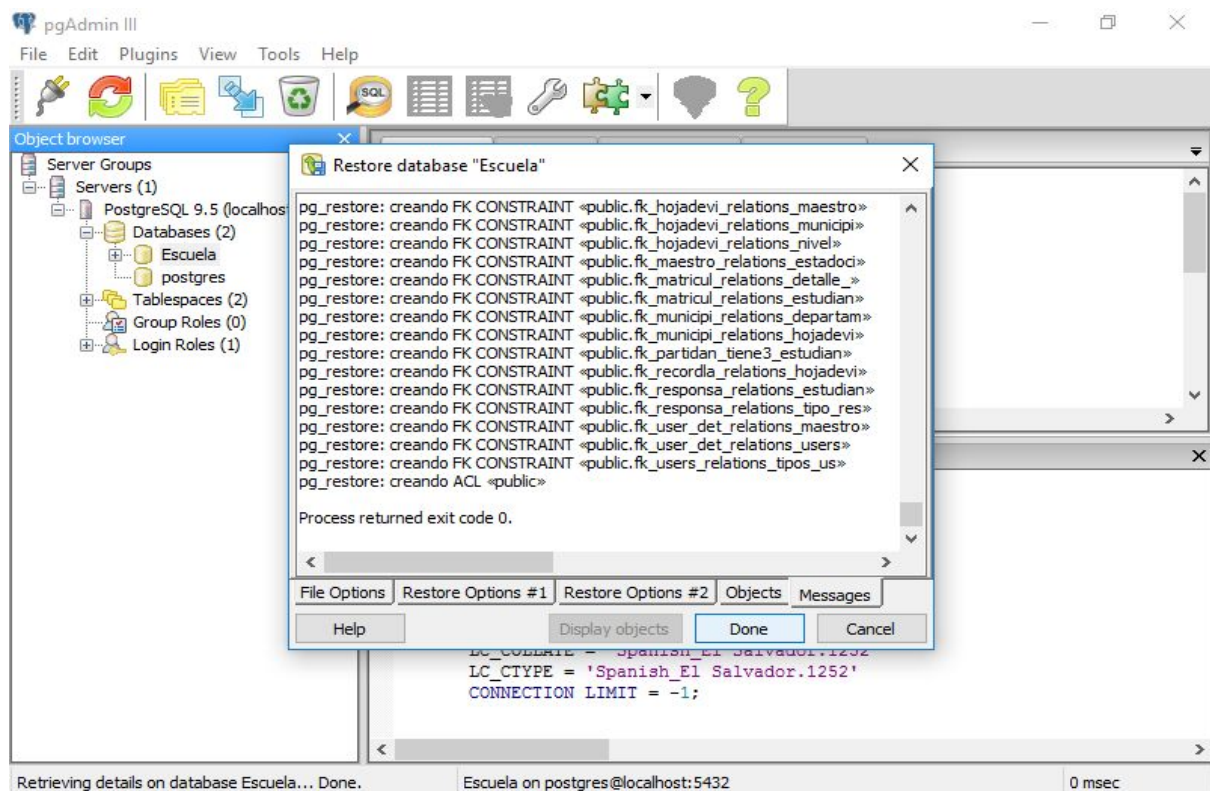 pgAdmin III
File Edit Plugins View Tools Help
SQL
Object browser
Server Groups
Servers (1)
PostgreSQL 9.5 (localhos
Databases (2)
Escuela
postgres
Tablespaces (2)
Group Roles (0)
Login Roles (1)
Restore database "Escuela"
pg_restore: creando FK CONSTRAINT «public.fk_hojadevi_relations_maestro»
pg_restore: creando FK CONSTRAINT «public.fk_hojadevi_relations_municipi»
pg_restore: creando FK CONSTRAINT «public.fk_hojadevi_relations_nivel»
pg_restore: creando FK CONSTRAINT «public.fk_maestro_relations_estadoci»
pg_restore: creando FK CONSTRAINT «public.fk_matricul_relations_detalle_»
pg_restore: creando FK CONSTRAINT «public.fk_matricul_relations_estudian»
pg_restore: creando FK CONSTRAINT «public.fk_municipi_relations_departam»
pg_restore: creando FK CONSTRAINT «public.fk_municipi_relations_hojadevi»
pg_restore: creando FK CONSTRAINT «public.fk_partidan_tiene3_estudian»
pg_restore: creando FK CONSTRAINT «public.fk_recordla_relations_hojadevi»
pg_restore: creando FK CONSTRAINT «public.fk_responsa_relations_estudian»
pg_restore: creando FK CONSTRAINT «public.fk_responsa_relations_tipo_res»
pg_restore: creando FK CONSTRAINT «public.fk_user_det_relations_maestro»
pg_restore: creando FK CONSTRAINT «public.fk_user_det_relations_users»
pg_restore: creando FK CONSTRAINT «public.fk_users_relations_tipos_us»
pg_restore: creando ACL «public»
Process returned exit code 0.
File Options Restore Options #1 Restore Options #2 Objects Messages
Help Display objects Done Cancel
LC_COLLATE = 'Spanish_El Salvador.1252'
LC_CTYPE = 'Spanish_El Salvador.1252'
CONNECTION LIMIT = -1;
Retrieving details on database Escuela... Done. Escuela on postgres@localhost:5432 0 msec